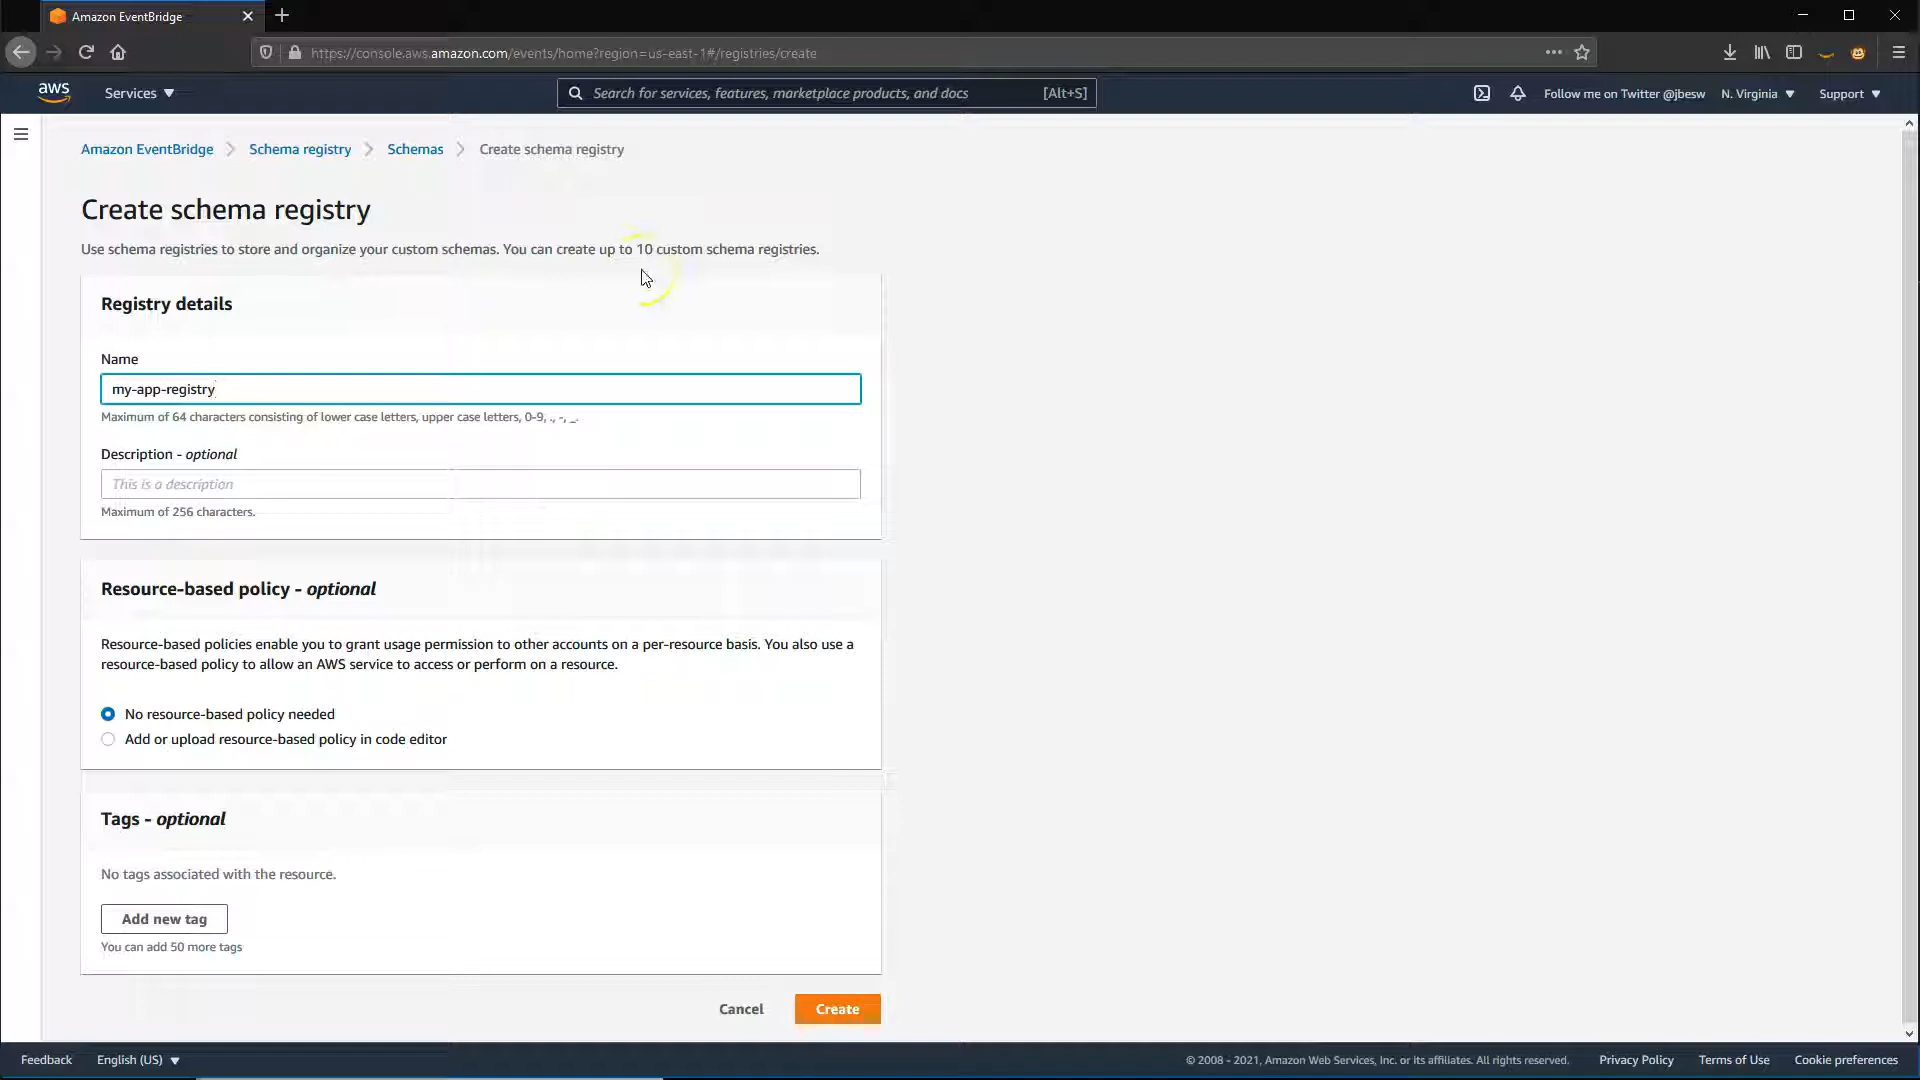 Amazon EventBridge
https://console.aws.amazon.com/events/home?region=us-east-1#/registries/create
aws
Services
Search for services, features, marketplace products, and docs
[Alt+S]
Follow me on Twitter @jbesw
N. Virginia
Support
Amazon EventBridge
Schema registry
Schemas
Create schema registry
Create schema registry
Use schema registries to store and organize your custom schemas. You can create up to 10 custom schema registries.
Registry details
Name
my-app-registry
Maximum of 64 characters consisting of lower case letters, upper case letters, 0-9, ., -, _.
Description - optional
This is a description
Maximum of 256 characters.
Resource-based policy - optional
Resource-based policies enable you to grant usage permission to other accounts on a per-resource basis. You also use a
resource-based policy to allow an AWS service to access or perform on a resource.
No resource-based policy needed
Add or upload resource-based policy in code editor
Tags - optional
No tags associated with the resource.
Add new tag
You can add 50 more tags
Cancel
Create
Feedback
English (US)
© 2008 - 2021, Amazon Web Services, Inc. or its affiliates. All rights reserved.
Privacy Policy
Terms of Use
Cookie preferences